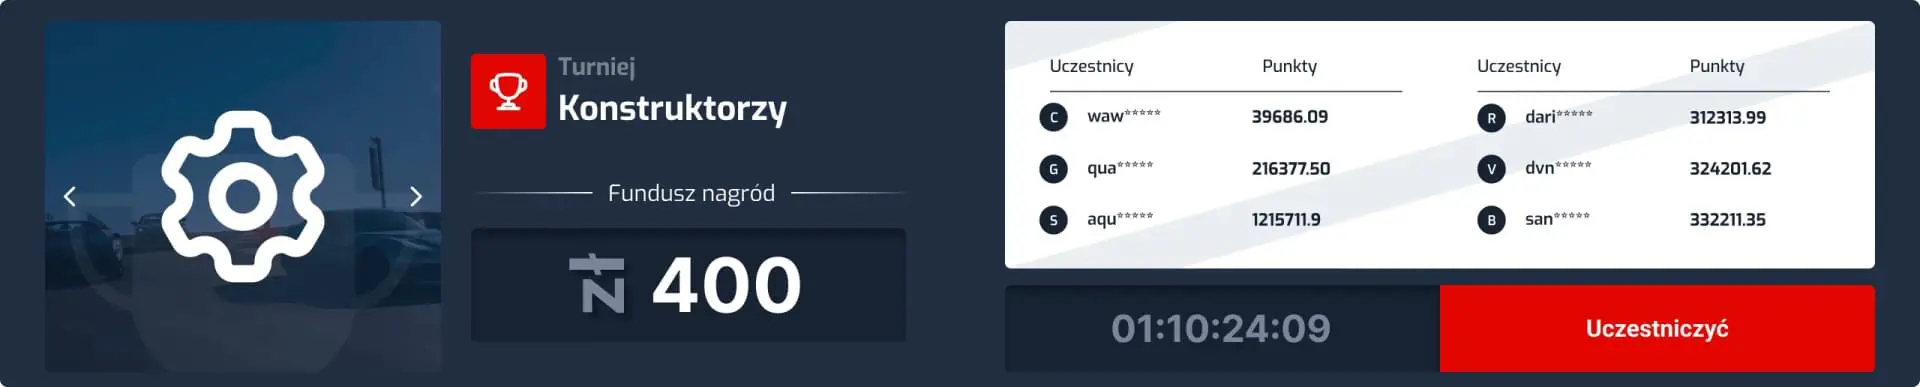 Turniej
Konstruktorzy
Fundusz nagród
400
Uczestnicy Punkty
C waw***** 39686.09
G qua***** 216377.50
S aqu***** 1215711.9
Uczestnicy Punkty
R dari***** 312313.99
V dvn***** 324201.62
B san***** 332211.35
01:10:24:09
Uczestniczyć